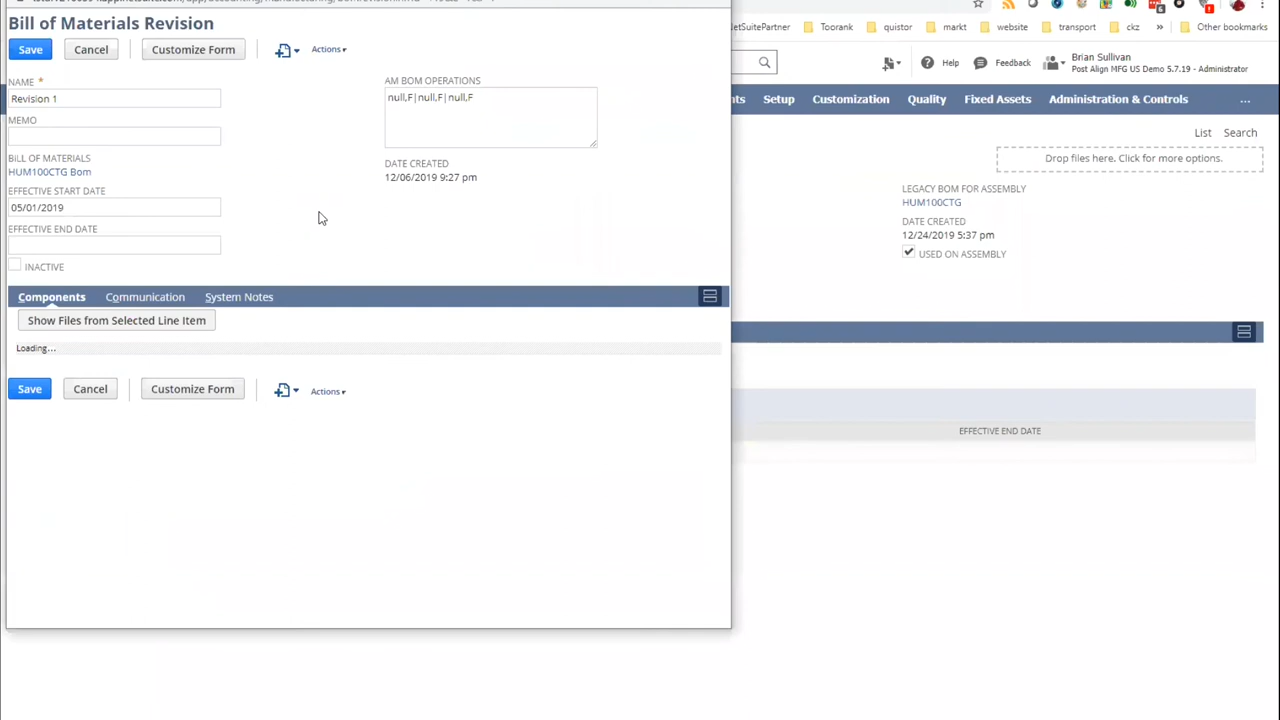 Bill of Materials Revision
Save Cancel Customize Form Actions
NAME *
Revision 1
MEMO
BILL OF MATERIALS
HUM100CTG Bom
EFFECTIVE START DATE
05/01/2019
EFFECTIVE END DATE
INACTIVE
AM BOM OPERATIONS
null,F|null,F|null,F
DATE CREATED
12/06/2019 9:27 pm
Components Communication System Notes
Show Files from Selected Line Item
Loading...
Save Cancel Customize Form Actions
Toorank quistor markt website transport ckz » Other bookmarks
Help Feedback Brian Sullivan
Post Align MFG US Demo 5.7.19 - Administrator
Setup Customization Quality Fixed Assets Administration & Controls ...
List Search
Drop files here. Click for more options.
LEGACY BOM FOR ASSEMBLY
HUM100CTG
DATE CREATED
12/24/2019 5:37 pm
USED ON ASSEMBLY
EFFECTIVE END DATE